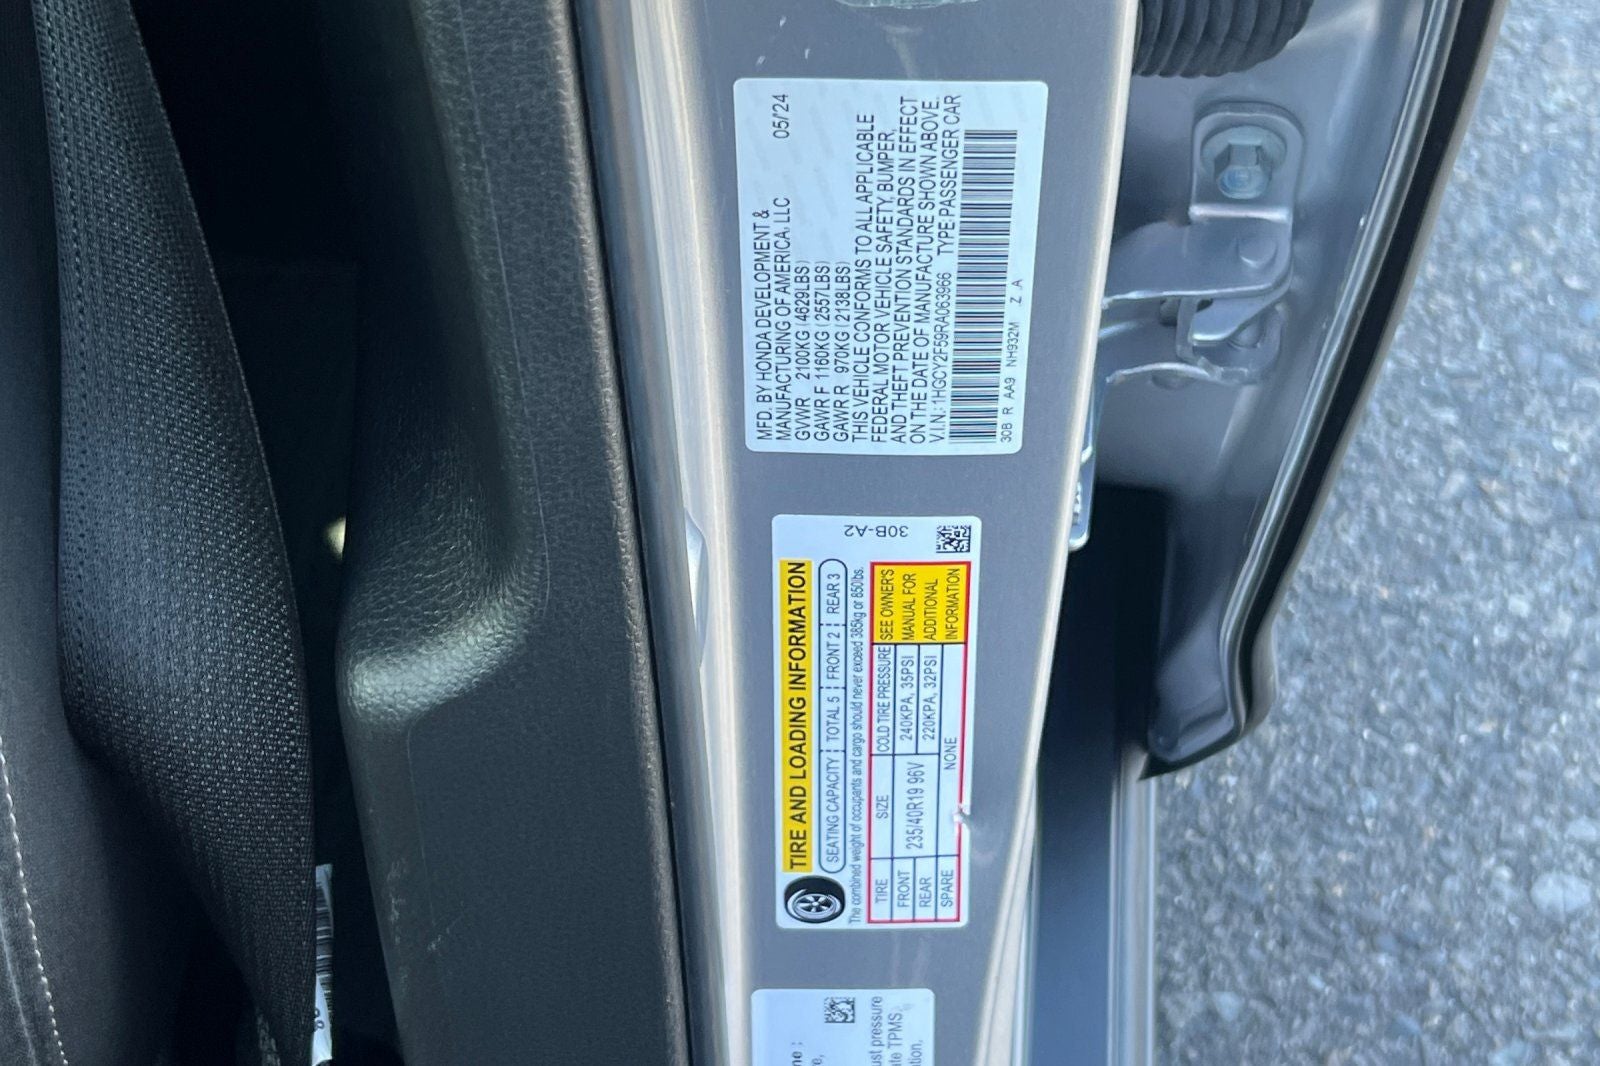 MFD. BY HONDA DEVELOPMENT &
MANUFACTURING OF AMERICA, LLC 05/24
GVWR 2100KG (4629LBS)
GAWR F 1160KG (2557LBS)
GAWR R 970KG (2138LBS)
THIS VEHICLE CONFORMS TO ALL APPLICABLE
FEDERAL MOTOR VEHICLE SAFETY, BUMPER,
AND THEFT PREVENTION STANDARDS IN EFFECT
ON THE DATE OF MANUFACTURE SHOWN ABOVE.
V.I.N.: 1HGCY2F59RA063966 TYPE: PASSENGER CAR
30B R AA9 NH932M Z A
30B-A2
TIRE AND LOADING INFORMATION
SEATING CAPACITY TOTAL 5 FRONT 2 REAR 3
The combined weight of occupants and cargo should never exceed 385kg or 850lbs.
TIRE SIZE COLD TIRE PRESSURE SEE OWNER'S
FRONT 235/40R19 96V 240KPA, 35PSI MANUAL FOR
REAR 220KPA, 32PSI ADDITIONAL
SPARE NONE INFORMATION
ust pressure
te TPMS.
tion,